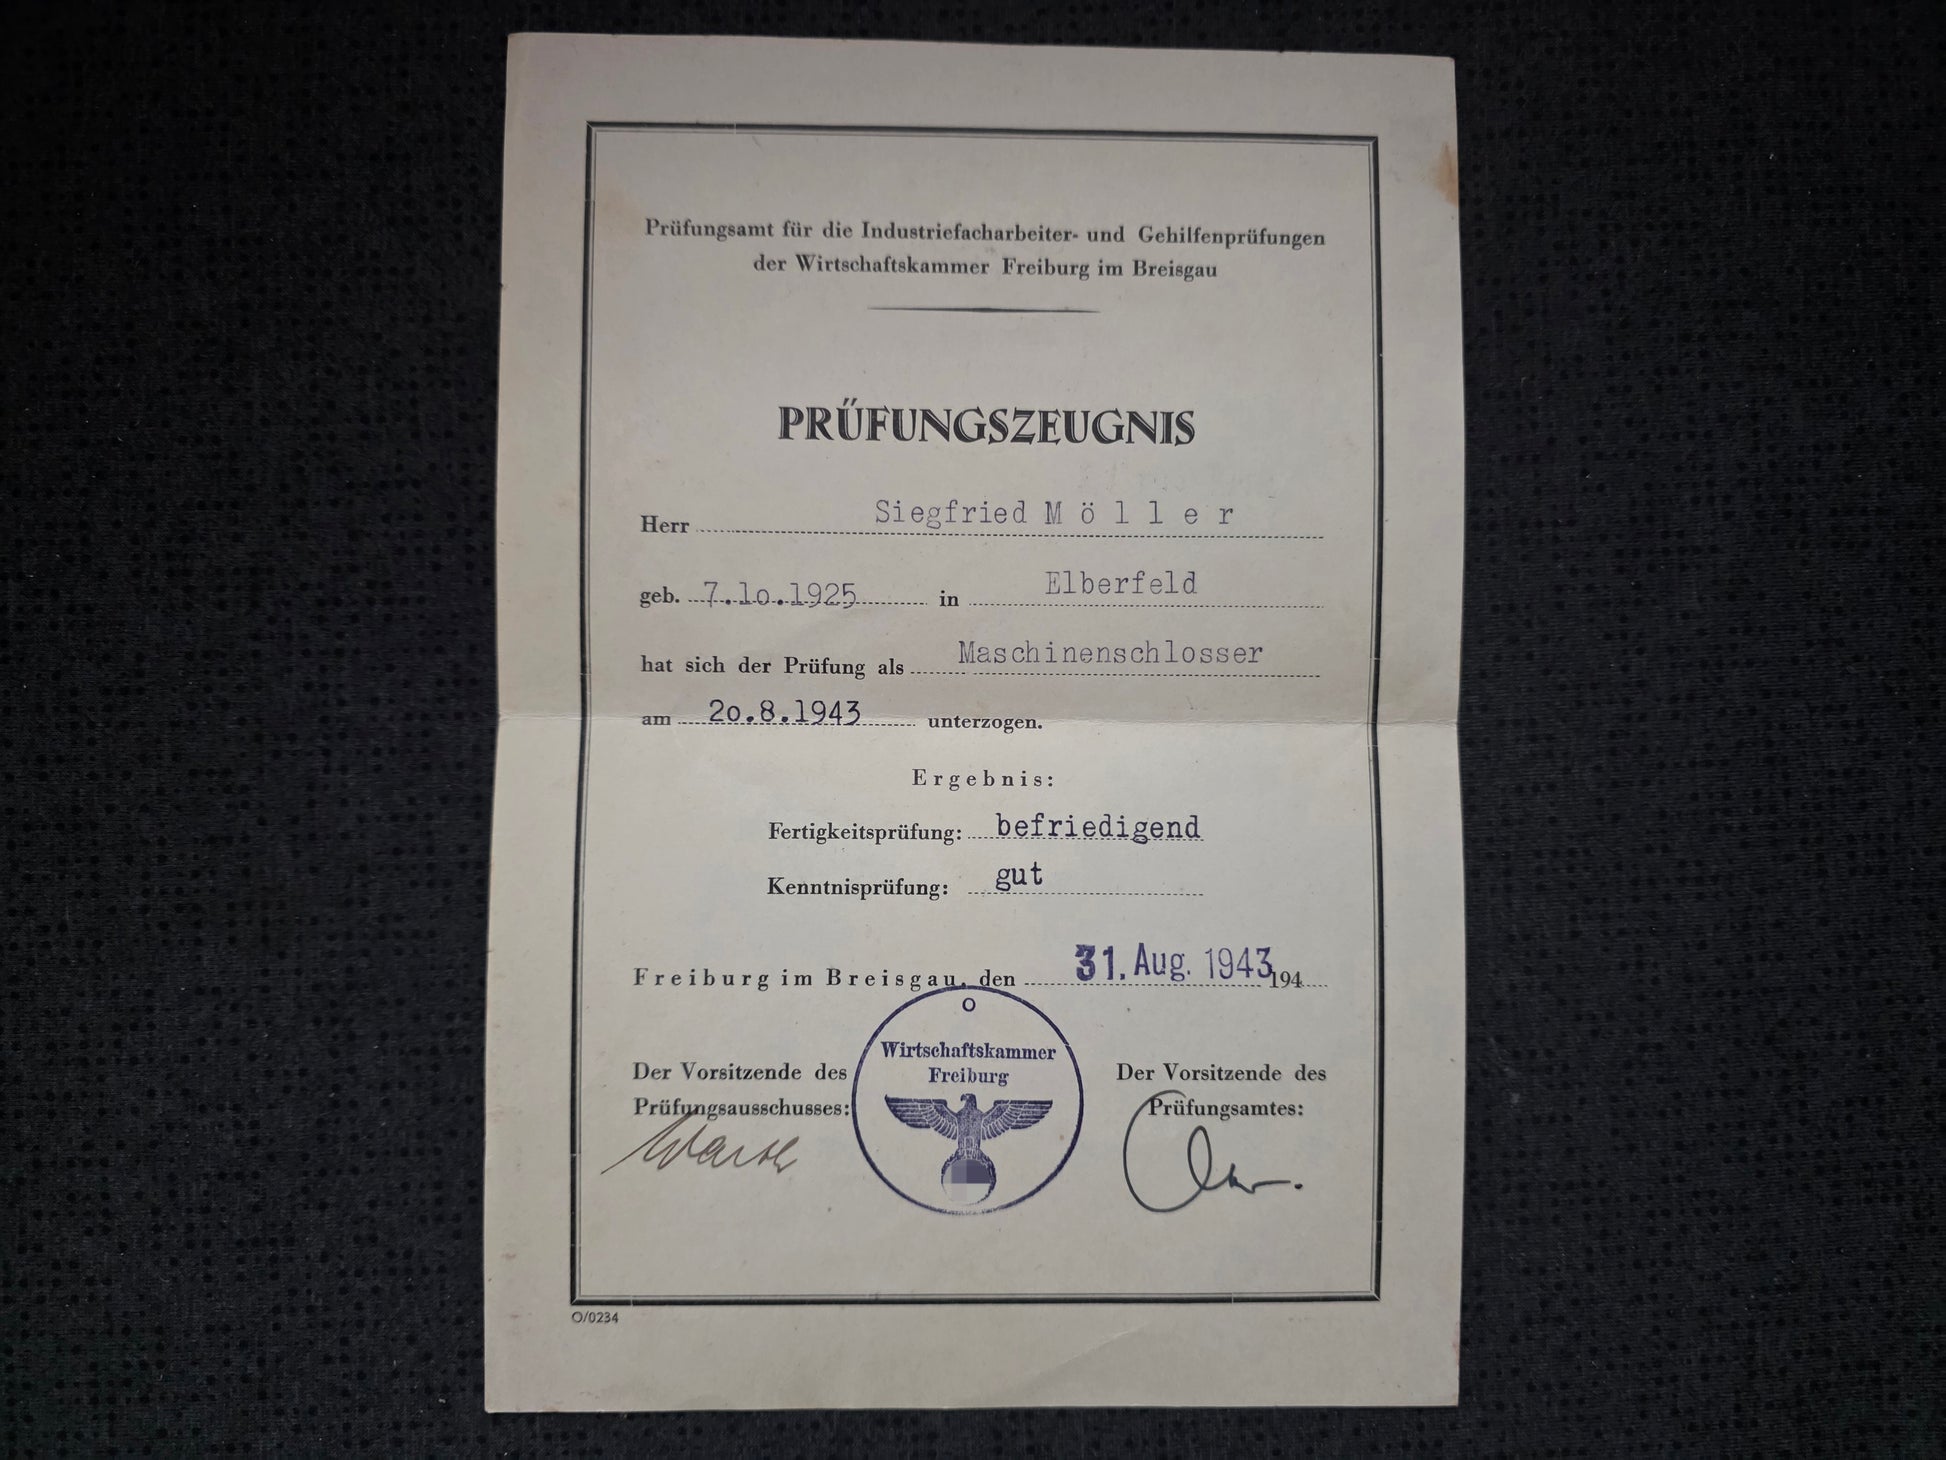 Prüfungsamt für die Industriefacharbeiter- und Gehilfenprüfungen
der Wirtschaftskammer Freiburg im Breisgau
PRÜFUNGSZEUGNIS
Herr Siegfried Möller
geb. 7.1o.1925 in Elberfeld
hat sich der Prüfung als Maschinenschlosser
am 2o.8.1943 unterzogen.
Ergebnis:
Fertigkeitsprüfung: befriedigend
Kenntnisprüfung: gut
Freiburg im Breisgau, den 31. Aug. 1943 194
O
Wirtschaftskammer
Freiburg
Der Vorsitzende des
Prüfungsausschusses:
Der Vorsitzende des
Prüfungsamtes:
O/0234